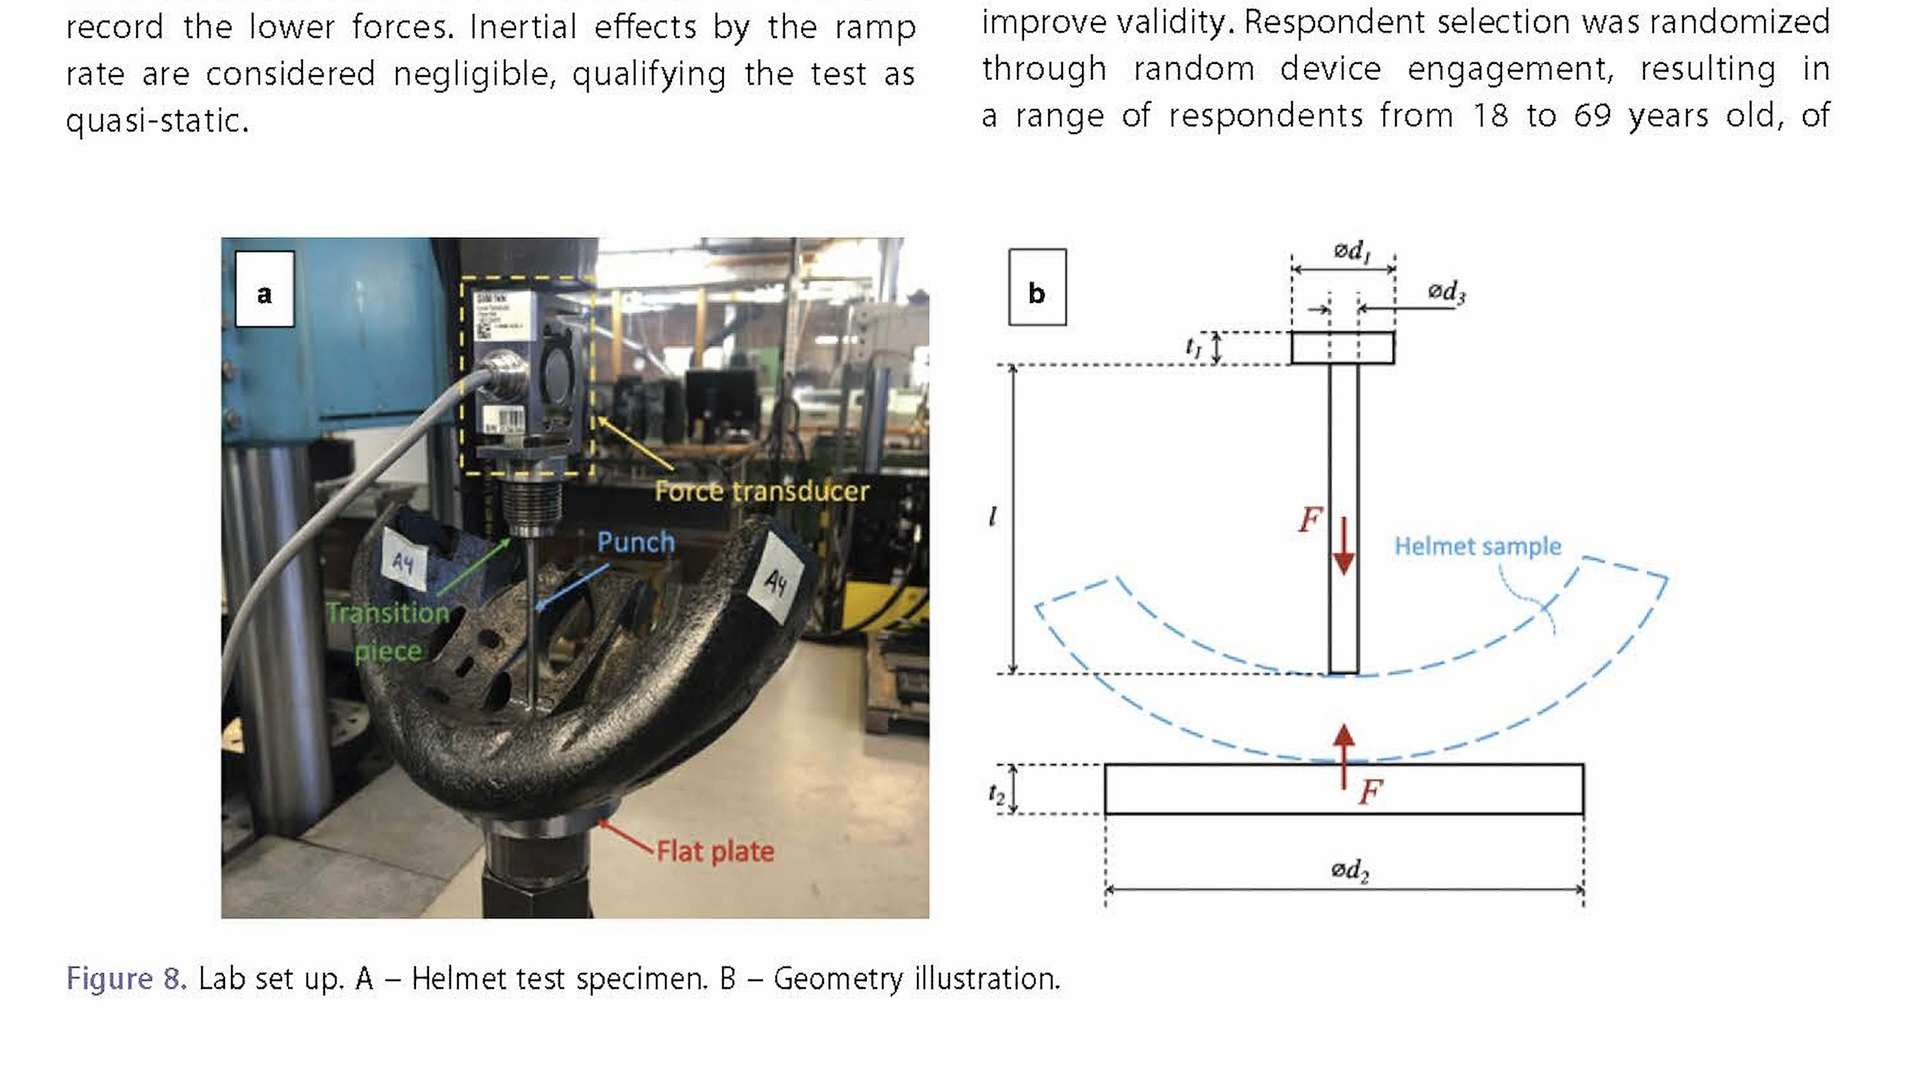 record the lower forces. Inertial effects by the ramp
rate are considered negligible, qualifying the test as
quasi-static.
improve validity. Respondent selection was randomized
through random device engagement, resulting in
a range of respondents from 18 to 69 years old, of
a
Force transducer
Punch
A4
A4
Transition
piece
Flat plate
b
ød₁
ød₃
t₁
l
F
Helmet sample
t₂
F
ød₂
Figure 8. Lab set up. A – Helmet test specimen. B – Geometry illustration.